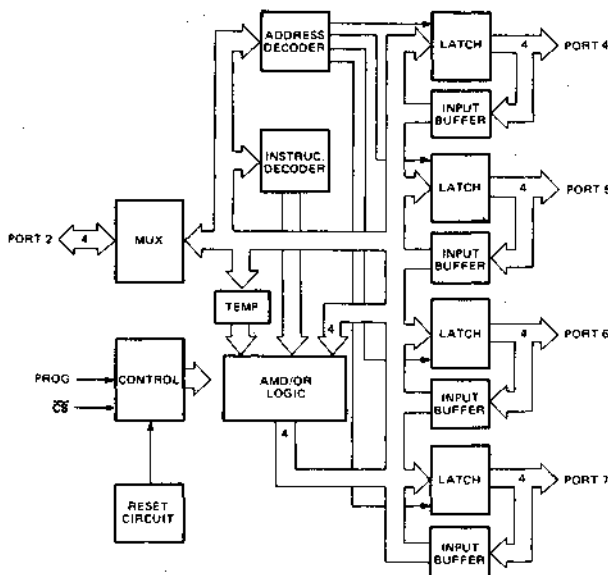 ADDRESS
DECODER
LATCH
4
PORT 4
INPUT
BUFFER
INSTRUC.
DECODER
LATCH
4
PORT 5
PORT 2
4
MUX
INPUT
BUFFER
TEMP
4
LATCH
4
PORT 6
PROG
CS
CONTROL
AMD/OR
LOGIC
INPUT
BUFFER
4
LATCH
4
PORT 7
RESET
CIRCUIT
INPUT
BUFFER